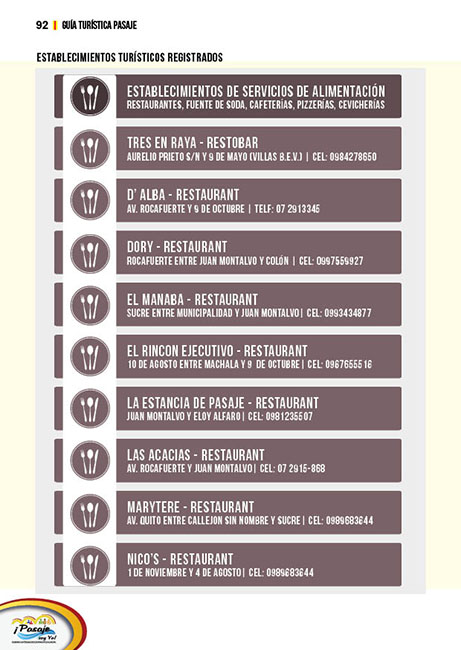 92 | GUÍA TURÍSTICA PASAJE
ESTABLECIMIENTOS TURÍSTICOS REGISTRADOS
ESTABLECIMIENTOS DE SERVICIOS DE ALIMENTACIÓN
RESTAURANTES, FUENTE DE SODA, CAFETERÍAS, PIZZERÍAS, CEVICHERÍAS
TRES EN RAYA - RESTOBAR
AURELIO PRIETO S/N Y 9 DE MAYO (VILLAS B.E.V.) | CEL: 0984278650
D' ALBA - RESTAURANT
AV. ROCAFUERTE Y 9 DE OCTUBRE | TELF: 07 2913345
DORY - RESTAURANT
ROCAFUERTE ENTRE JUAN MONTALVO Y COLÓN | CEL: 0997559927
EL MANABA - RESTAURANT
SUCRE ENTRE MUNICIPALIDAD Y JUAN MONTALVO| CEL: 0993434877
EL RINCON EJECUTIVO - RESTAURANT
10 DE AGOSTO ENTRE MACHALA Y 9 DE OCTUBRE| CEL: 0967655516
LA ESTANCIA DE PASAJE - RESTAURANT
JUAN MONTALVO Y ELOY ALFARO| CEL: 0981235507
LAS ACACIAS - RESTAURANT
AV. ROCAFUERTE Y JUAN MONTALVO| CEL: 07 2915-868
MARYTERE - RESTAURANT
AV. QUITO ENTRE CALLEJON SIN NOMBRE Y SUCRE| CEL: 0989683644
NICO'S - RESTAURANT
1 DE NOVIEMBRE Y 4 DE AGOSTO| CEL: 0989683644
¡Pasaje
soy Yo!